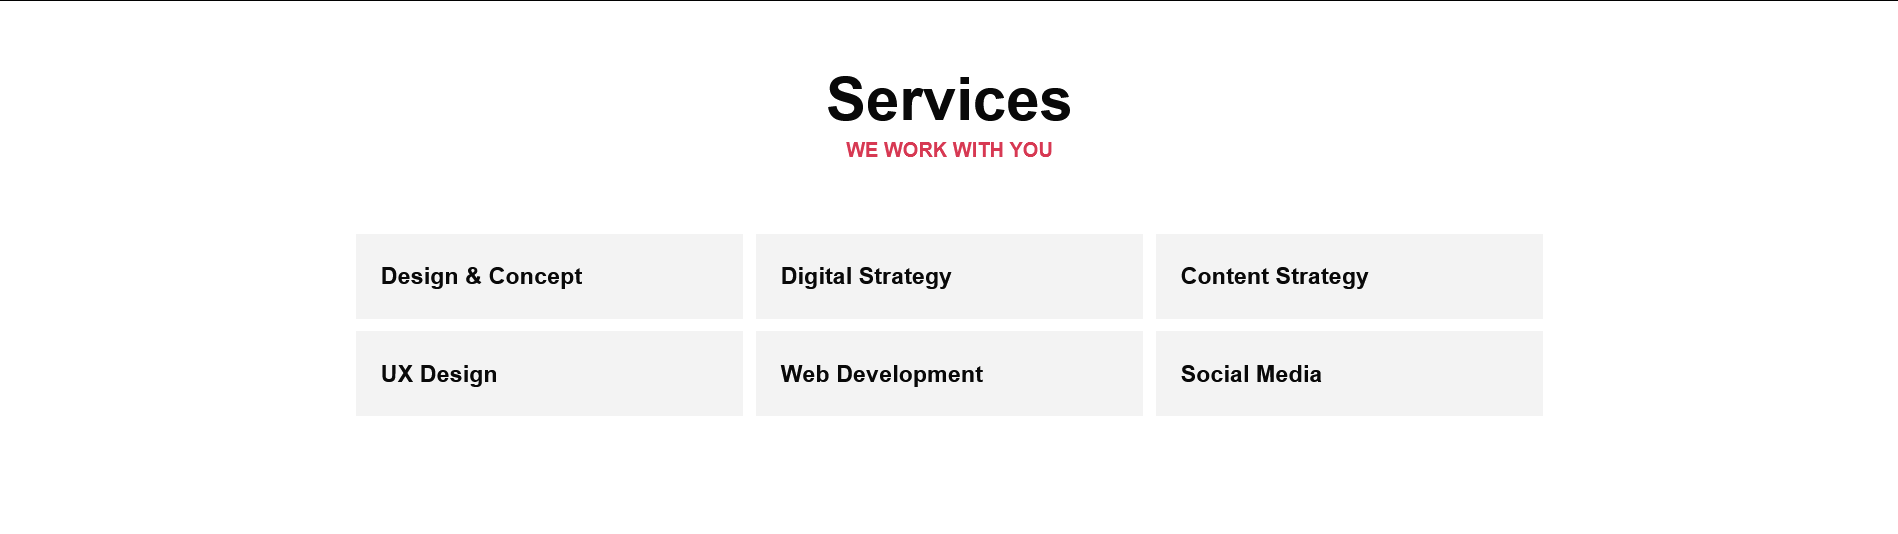 Services
WE WORK WITH YOU
Design & Concept
Digital Strategy
Content Strategy
UX Design
Web Development
Social Media